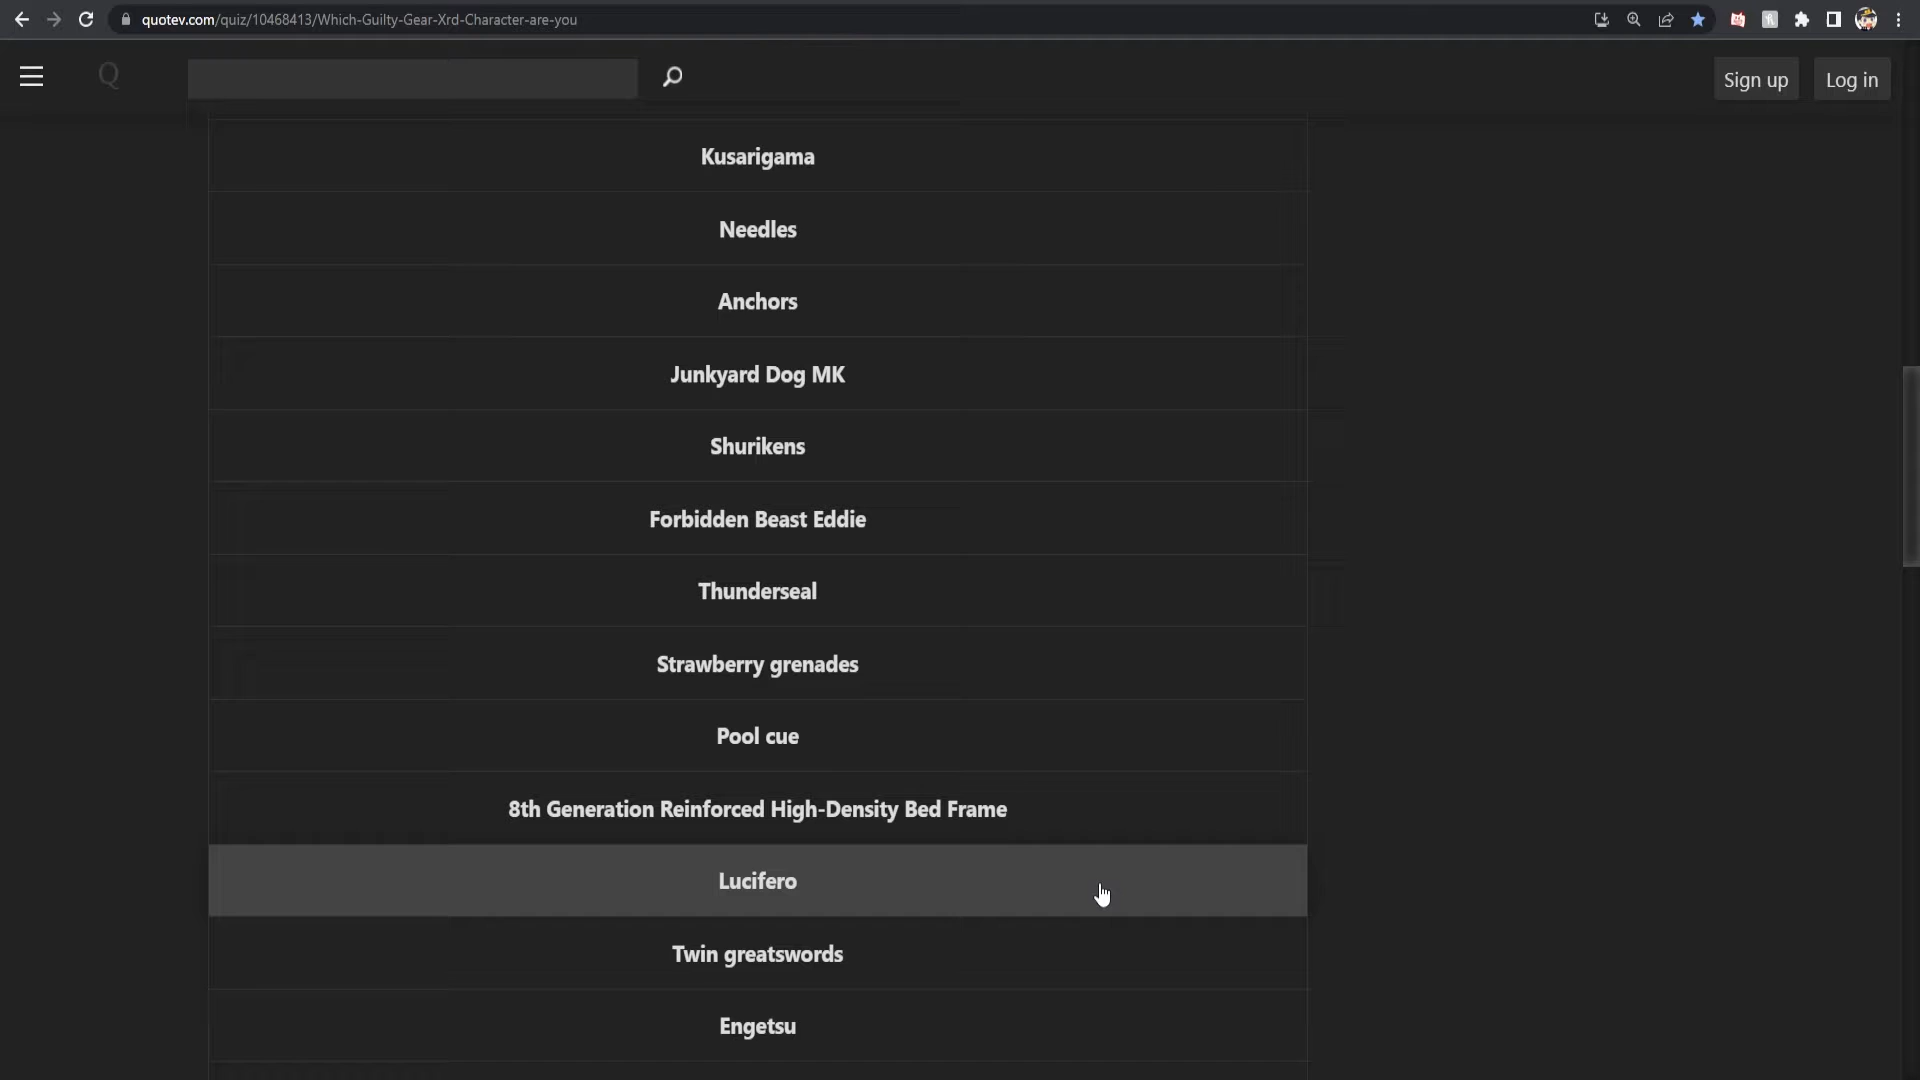 quotev.com/quiz/10468413/Which-Guilty-Gear-Xrd-Character-are-you
Q
Sign up
Log in
Kusarigama
Needles
Anchors
Junkyard Dog MK
Shurikens
Forbidden Beast Eddie
Thunderseal
Strawberry grenades
Pool cue
8th Generation Reinforced High-Density Bed Frame
Lucifero
Twin greatswords
Engetsu